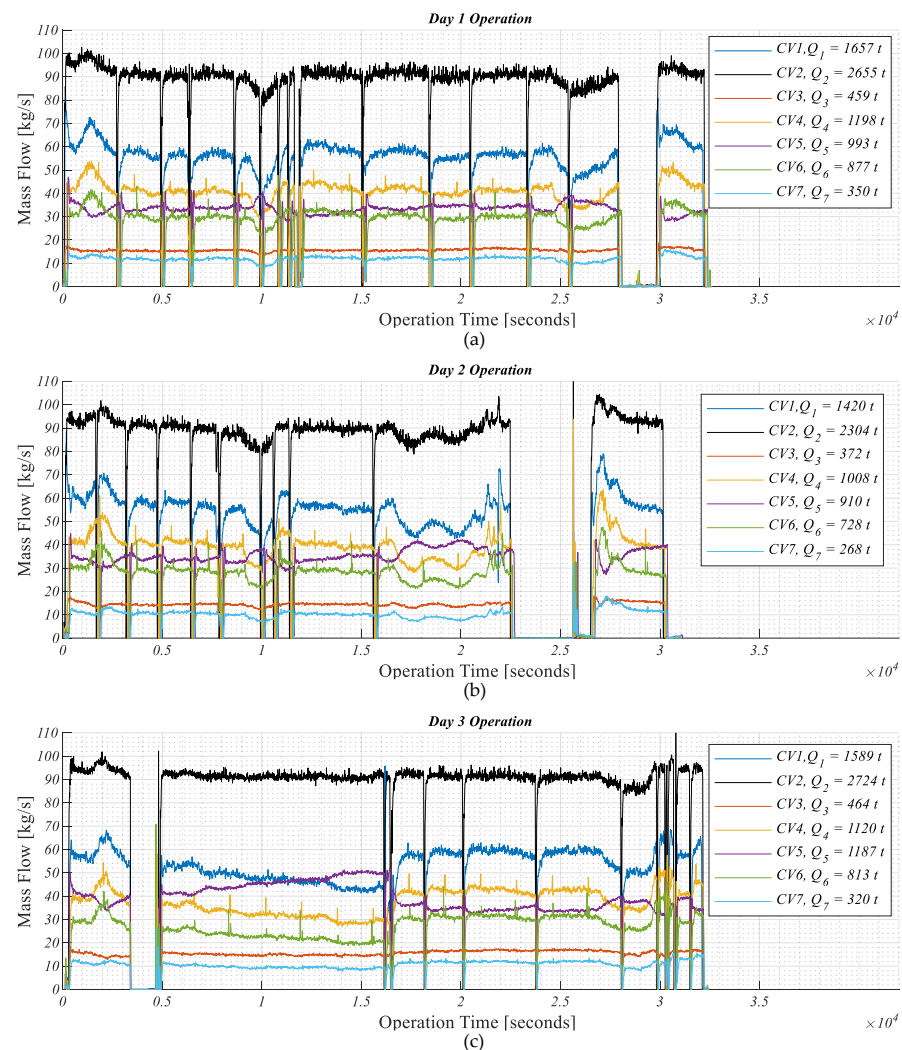 Day 1 Operation
110
100
90
80
70
60
50
40
30
20
10
0
Mass Flow [kg/s]
CV1,Q1 = 1657 t
CV2, Q2 = 2655 t
CV3, Q3 = 459 t
CV4, Q4 = 1198 t
CV5, Q5 = 993 t
CV6, Q6 = 877 t
CV7, Q7 = 350 t
0 0.5 1 1.5 2 2.5 3 3.5
×10^4
Operation Time [seconds]
(a)
Day 2 Operation
110
100
90
80
70
60
50
40
30
20
10
0
Mass Flow [kg/s]
CV1,Q1 = 1420 t
CV2, Q2 = 2304 t
CV3, Q3 = 372 t
CV4, Q4 = 1008 t
CV5, Q5 = 910 t
CV6, Q6 = 728 t
CV7, Q7 = 268 t
0 0.5 1 1.5 2 2.5 3 3.5
×10^4
Operation Time [seconds]
(b)
Day 3 Operation
110
100
90
80
70
60
50
40
30
20
10
0
Mass Flow [kg/s]
CV1,Q1 = 1589 t
CV2, Q2 = 2724 t
CV3, Q3 = 464 t
CV4, Q4 = 1120 t
CV5, Q5 = 1187 t
CV6, Q6 = 813 t
CV7, Q7 = 320 t
0 0.5 1 1.5 2 2.5 3 3.5
×10^4
Operation Time [seconds]
(c)